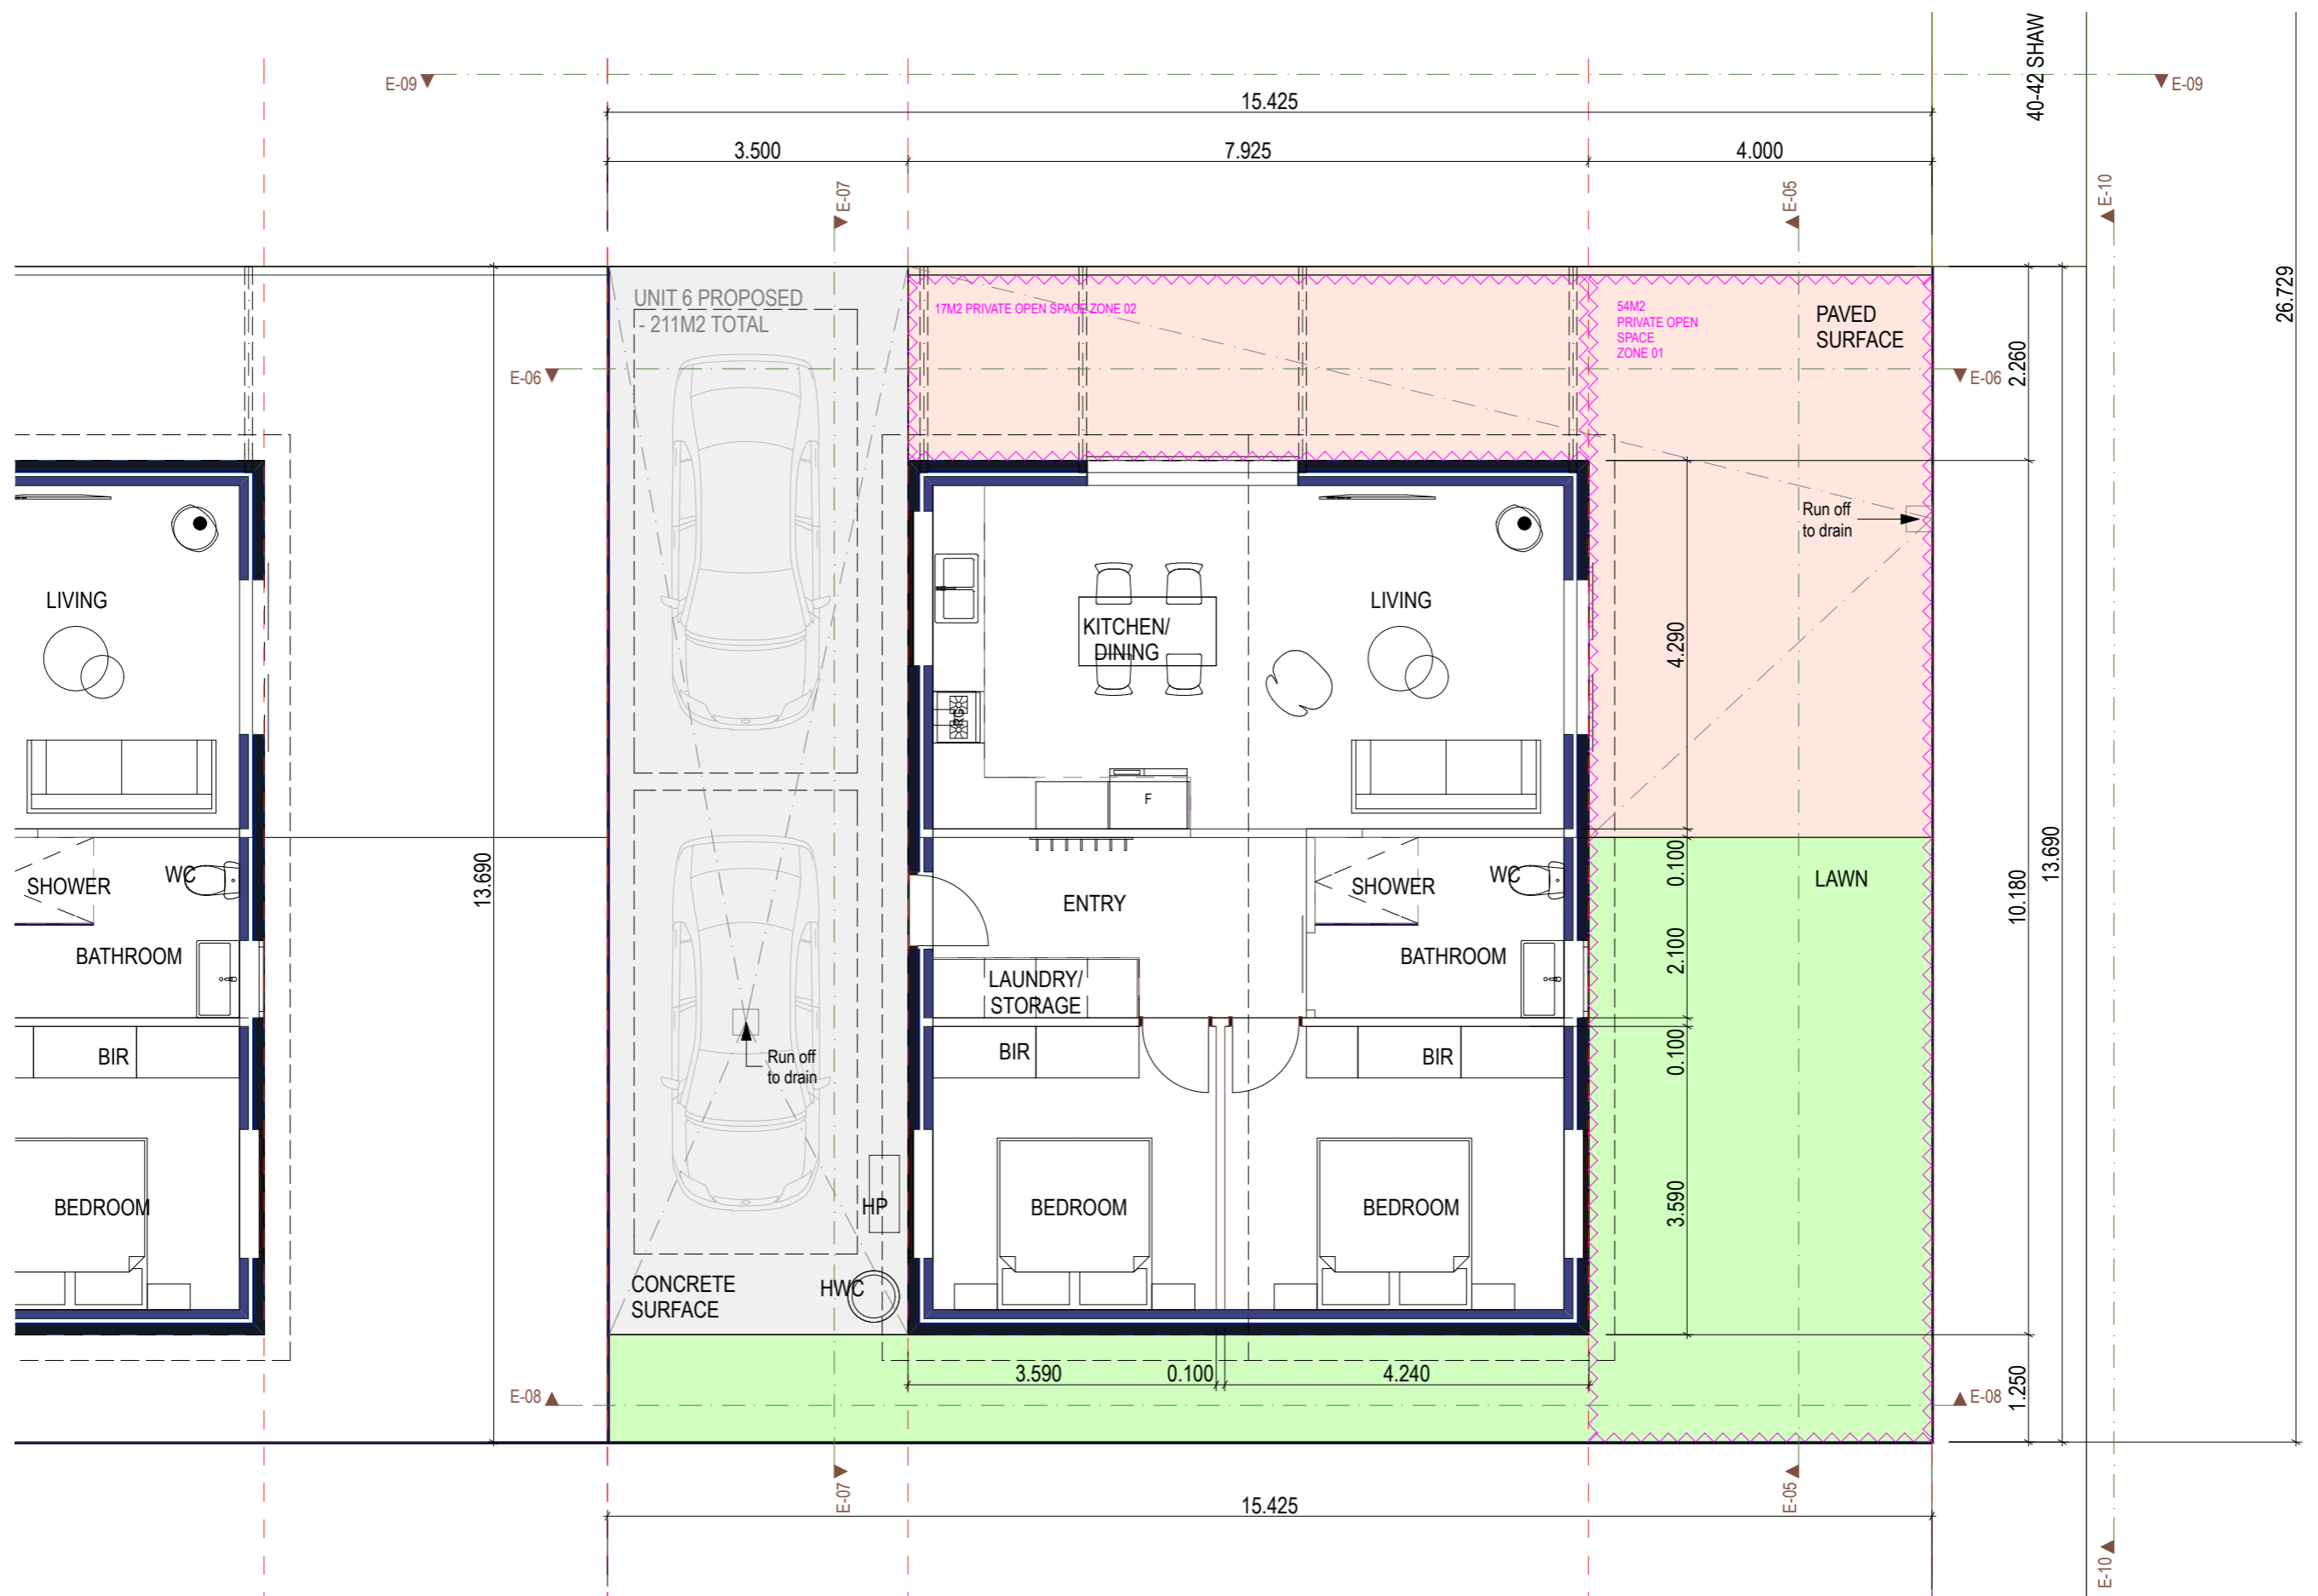 40-42 SHAW
E-09
E-09
15.425
3.500
7.925
4.000
26.729
E-07
E-05
E-10
UNIT 6 PROPOSED
- 211M2 TOTAL
17M2 PRIVATE OPEN SPACE ZONE 02
54M2
PRIVATE OPEN
SPACE
ZONE 01
PAVED
SURFACE
2.260
E-06
E-06
Run off
to drain
LIVING
KITCHEN/
DINING
LIVING
4.290
F
13.690
SHOWER
WC
BATHROOM
ENTRY
SHOWER
WC
BATHROOM
LAUNDRY/
STORAGE
0.100
LAWN
2.100
10.180
13.690
BIR
BIR
BIR
0.100
Run off
to drain
BEDROOM
HP
BEDROOM
BEDROOM
3.590
CONCRETE
SURFACE
HWC
3.590
0.100
4.240
1.250
E-08
E-08
E-07
E-05
15.425
E-10